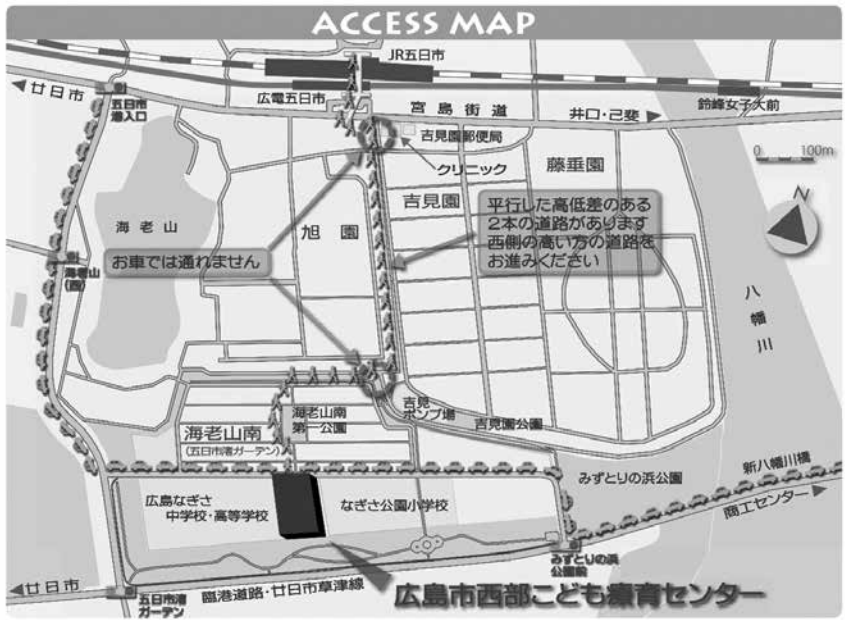 ACCESS MAP
JR五日市
廿日市
五日市
港入口
広電五日市
宮島街道
井口・己斐
鈴峰女子大前
吉見園郵便局
クリニック
藤垂園
0 100m
N
吉見園
平行した高低差のある
2本の道路があります
西側の高い方の道路を
お進みください
海老山
旭園
お車では通れません
海老山
(西)
八幡川
吉見
ポンプ場
吉見園公園
海老山南
第一公園
海老山南
(五日市渚ガーデン)
みずとりの浜公園
新八幡川橋
商工センター
広島なぎさ
中学校・高等学校
なぎさ公園小学校
みずとりの浜
公園前
廿日市
五日市渚
ガーデン
臨港道路・廿日市草津線
広島市西部こども療育センター